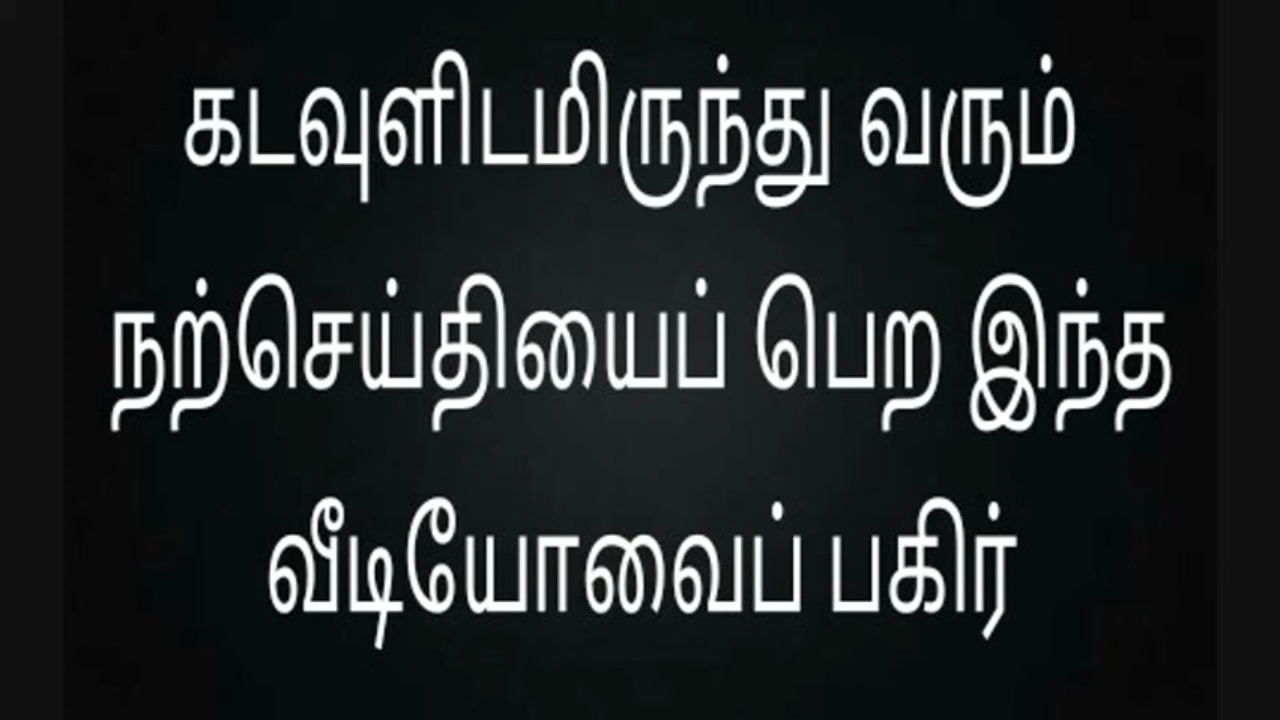 கடவுளிடமிருந்து வரும்
நற்செய்தியைப் பெற இந்த
வீடியோவைப் பகிர்